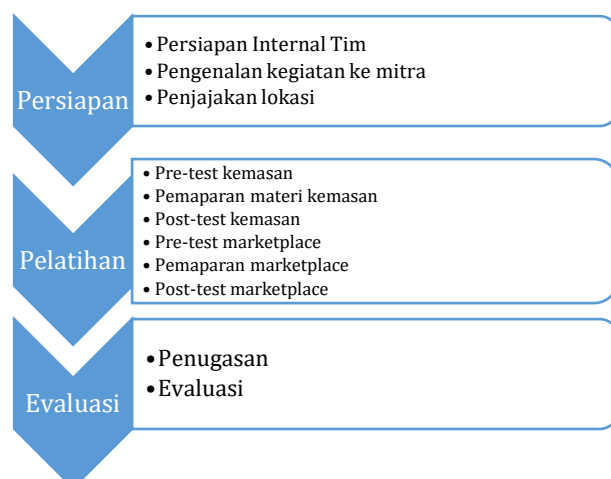 Persiapan
• Persiapan Internal Tim
• Pengenalan kegiatan ke mitra
• Penjajakan lokasi
Pelatihan
• Pre-test kemasan
• Pemaparan materi kemasan
• Post-test kemasan
• Pre-test marketplace
• Pemaparan marketplace
• Post-test marketplace
Evaluasi
• Penugasan
• Evaluasi